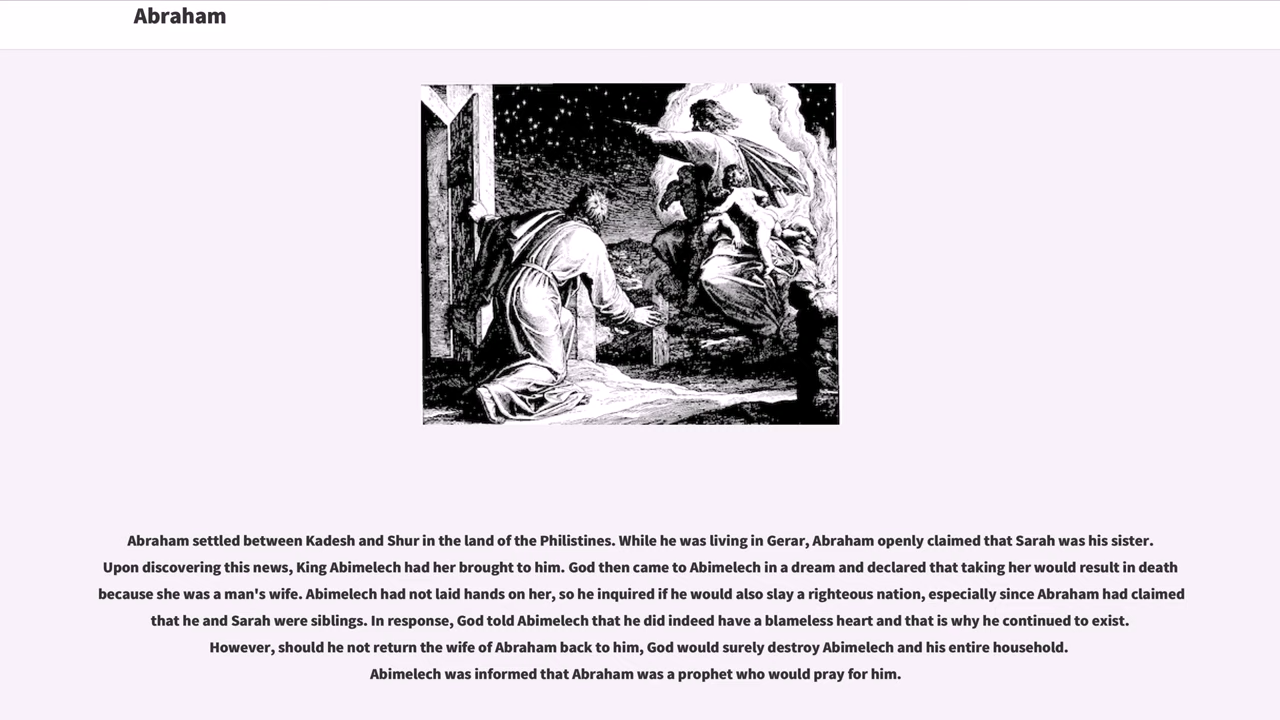 Abraham
Abraham settled between Kadesh and Shur in the land of the Philistines. While he was living in Gerar, Abraham openly claimed that Sarah was his sister.
Upon discovering this news, King Abimelech had her brought to him. God then came to Abimelech in a dream and declared that taking her would result in death
because she was a man's wife. Abimelech had not laid hands on her, so he inquired if he would also slay a righteous nation, especially since Abraham had claimed
that he and Sarah were siblings. In response, God told Abimelech that he did indeed have a blameless heart and that is why he continued to exist.
However, should he not return the wife of Abraham back to him, God would surely destroy Abimelech and his entire household.
Abimelech was informed that Abraham was a prophet who would pray for him.